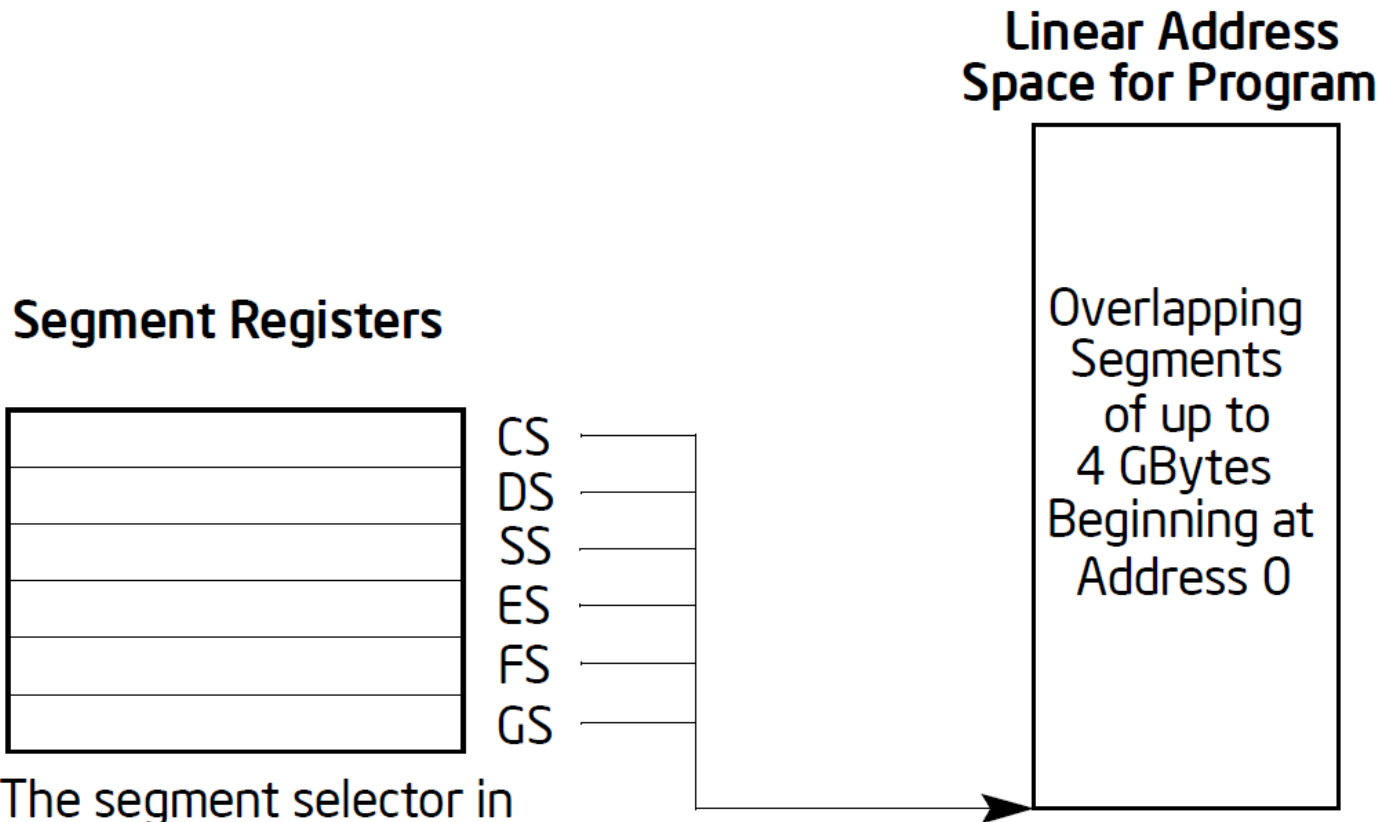 Linear Address
Space for Program
Segment Registers
CS
DS
SS
ES
FS
GS
Overlapping
Segments
of up to
4 GBytes
Beginning at
Address 0
The segment selector in